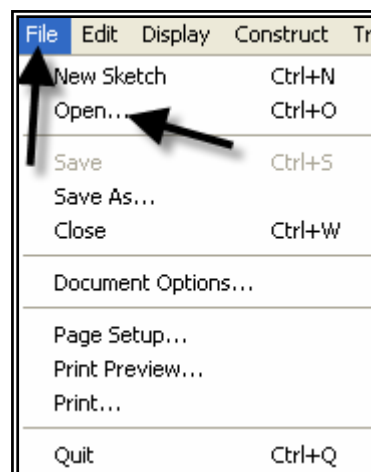 File Edit Display Construct Tr
New Sketch Ctrl+N
Open... Ctrl+O
Save Ctrl+S
Save As...
Close Ctrl+W
Document Options...
Page Setup...
Print Preview...
Print...
Quit Ctrl+Q